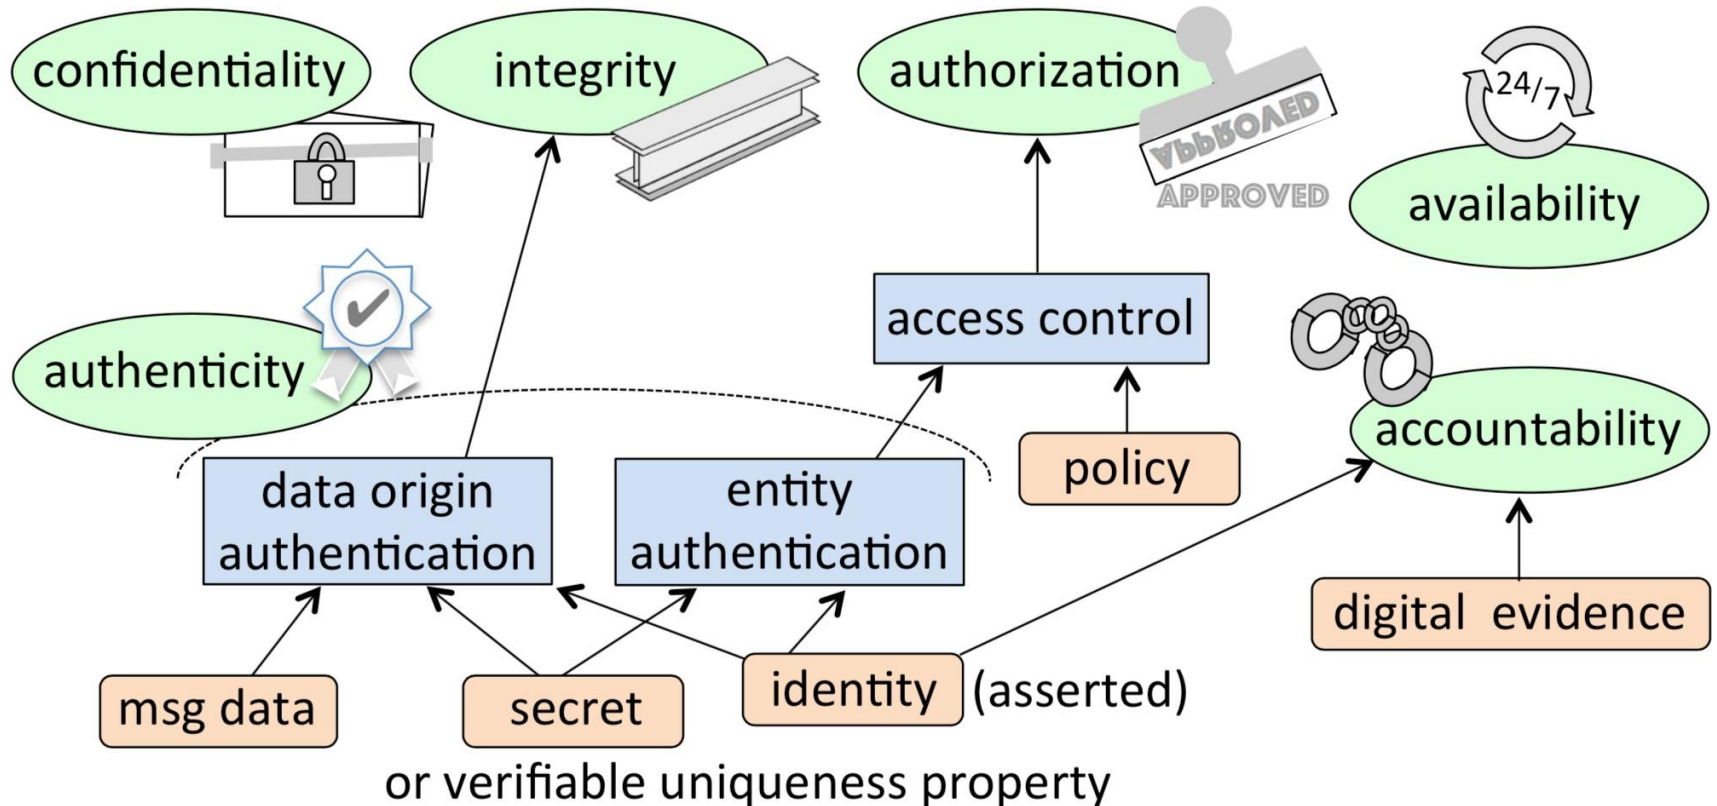 confidentiality
integrity
authorization
24/7
APPROVED
APPROVED
availability
authenticity
access control
accountability
policy
data origin
authentication
entity
authentication
digital evidence
msg data
secret
identity (asserted)
or verifiable uniqueness property